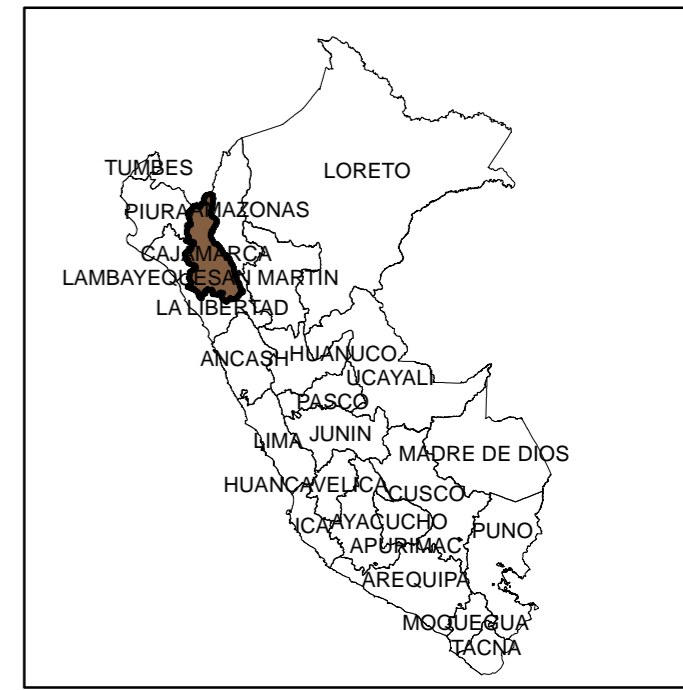 TUMBES
LORETO
PIURA
AMAZONAS
CAJAMARCA
LAMBAYEQUE
SAN MARTIN
LA LIBERTAD
ANCASH
HUANUCO
UCAYALI
PASCO
LIMA
JUNIN
MADRE DE DIOS
HUANCAVELICA
CUSCO
ICA
AYACUCHO
PUNO
APURIMAC
AREQUIPA
MOQUEGUA
TACNA